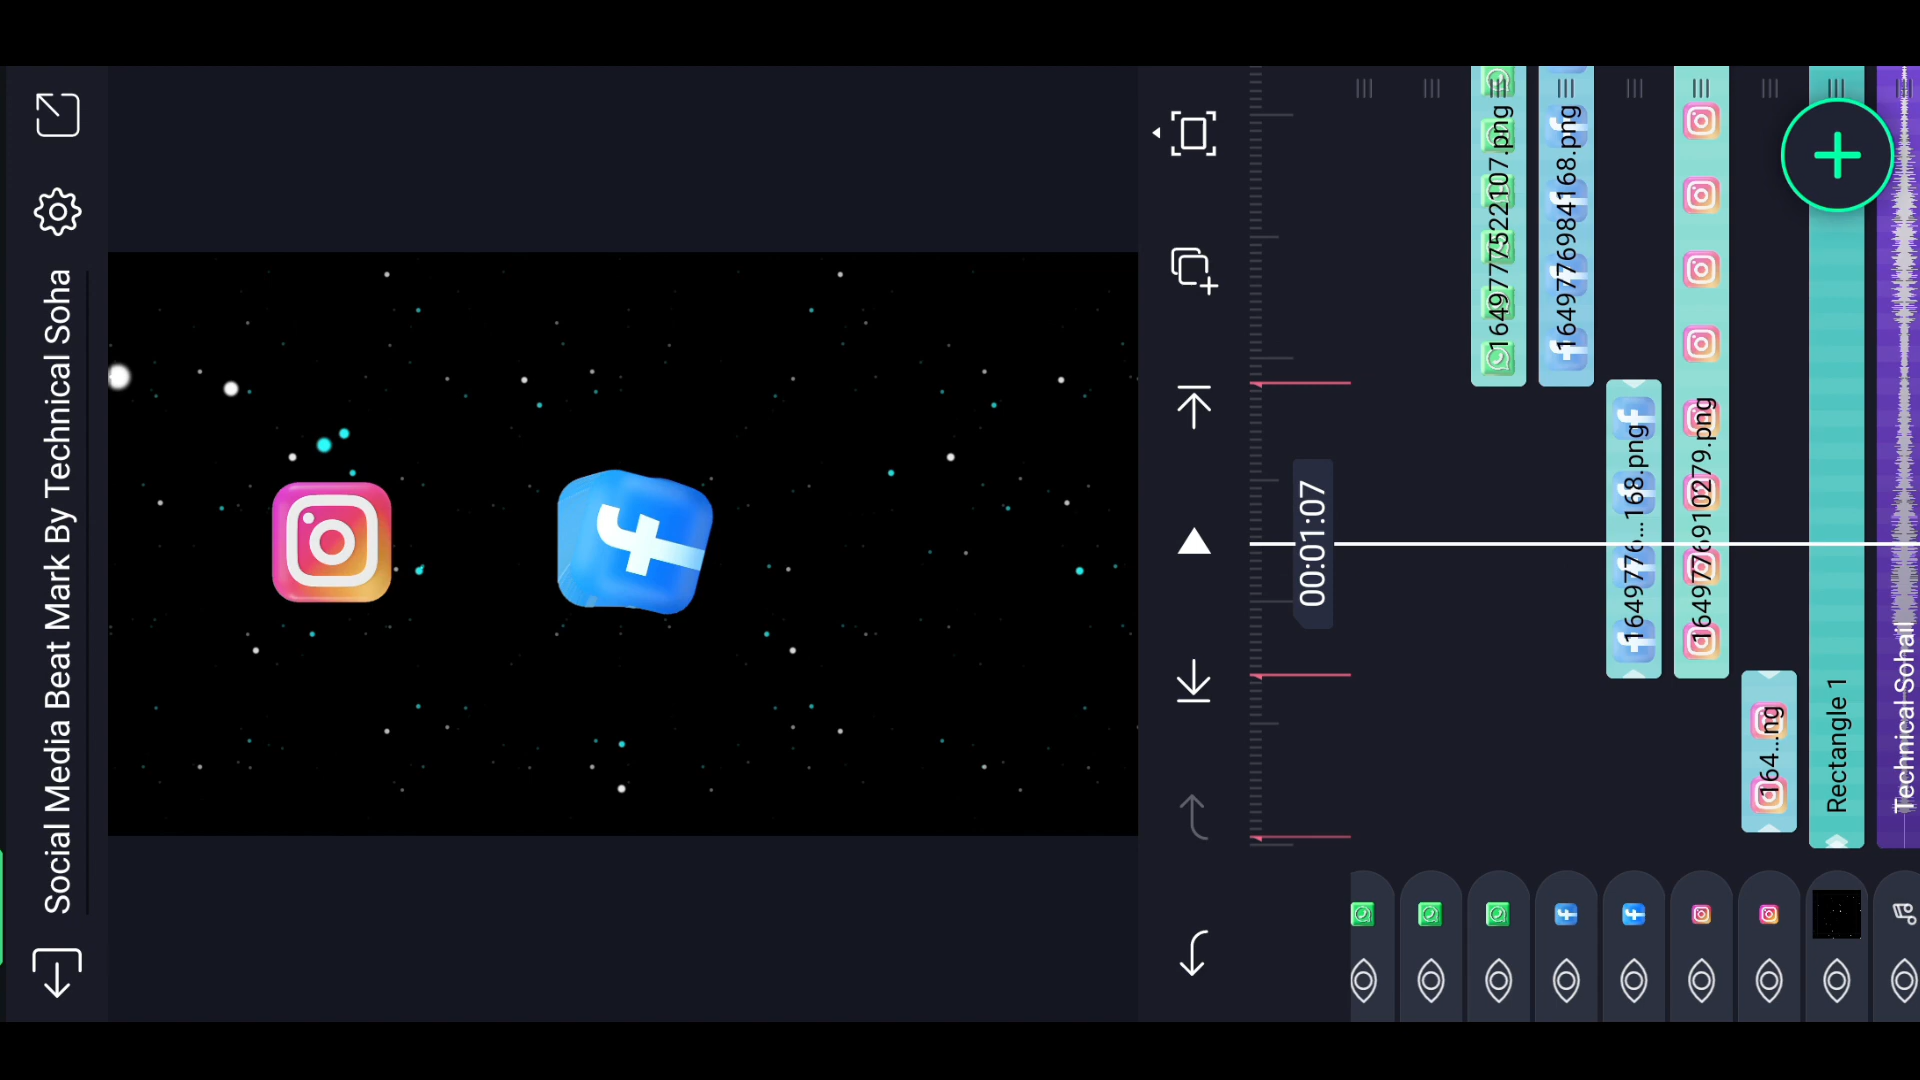 Social Media Beat Mark By Technical Soha
00:01:07
1649777522107.png
1649776984168.png
1649776...168.png
1649776910279.png
164...ng
Rectangle 1
Technical Sohail